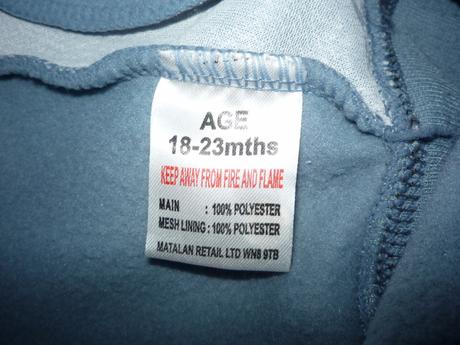 AGE
18-23mths
KEEP AWAY FROM FIRE AND FLAME
MAIN : 100% POLYESTER
MESH LINING : 100% POLYESTER
MATALAN RETAIL LTD WN8 9TB